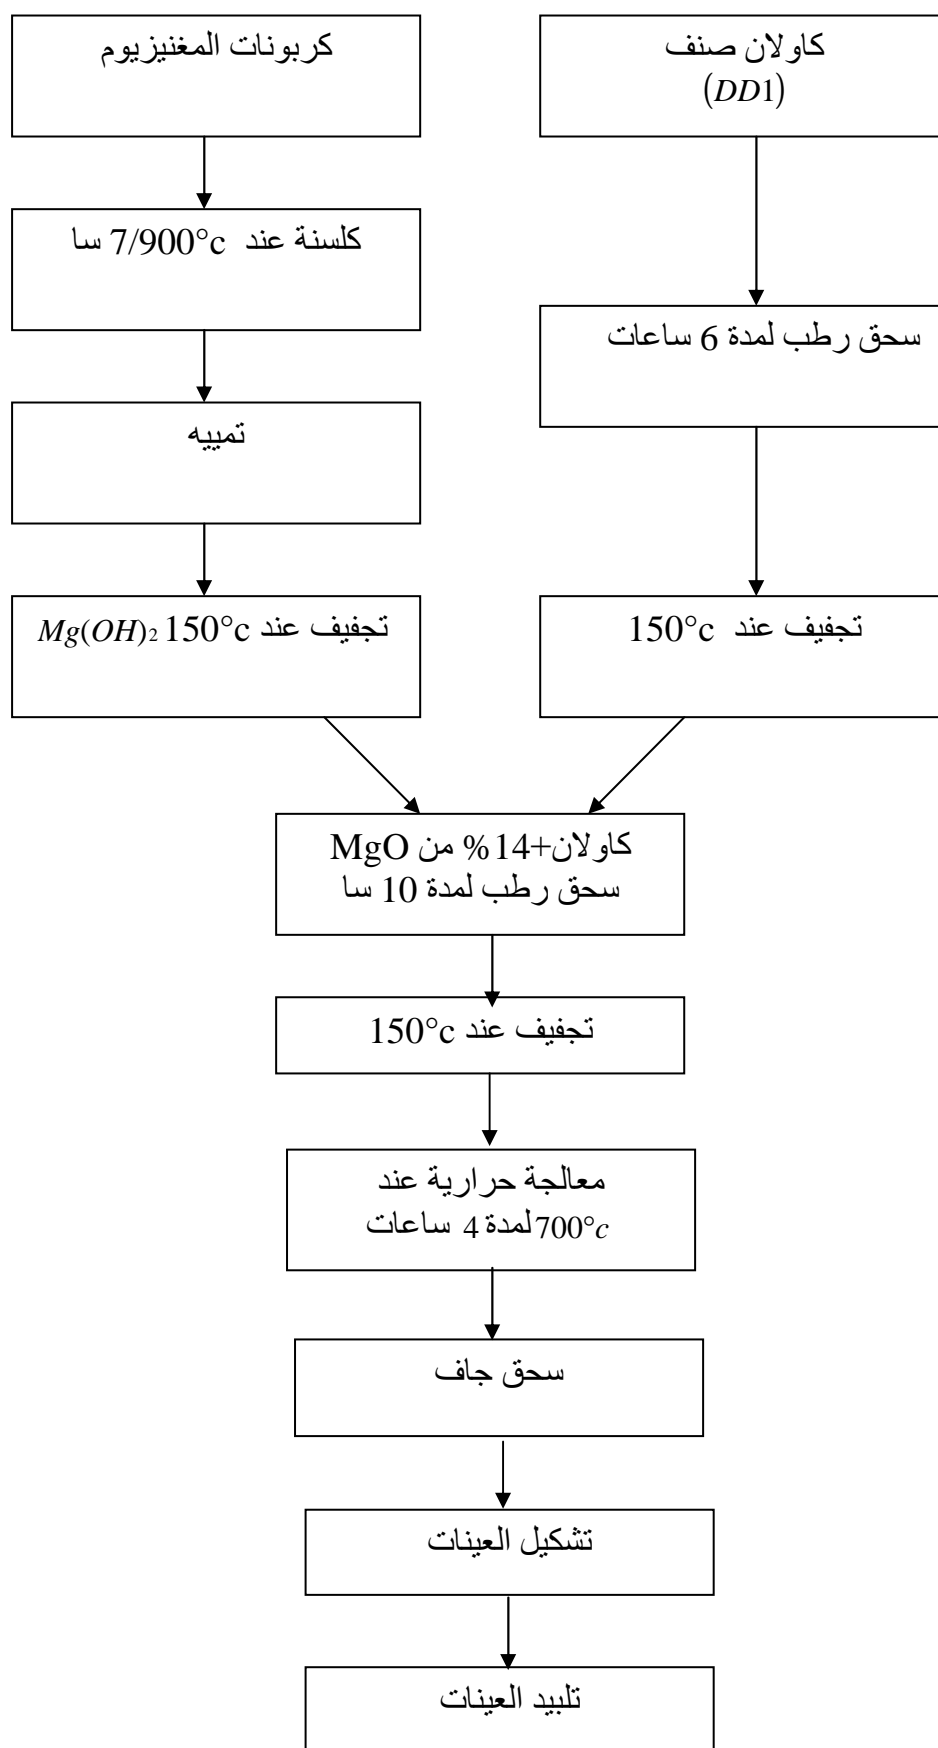 كاولان صنف
(DD1)
سحق رطب لمدة 6 ساعات
تجفيف عند 150°c
كربونات المغنيزيوم
كلسنة عند 7/900°c سا
تمييه
تجفيف عند 150°c Mg(OH)₂
كاولان+14% من MgO
سحق رطب لمدة 10 سا
تجفيف عند 150°c
معالجة حرارية عند
700°c لمدة 4 ساعات
سحق جاف
تشكيل العينات
تلبيد العينات